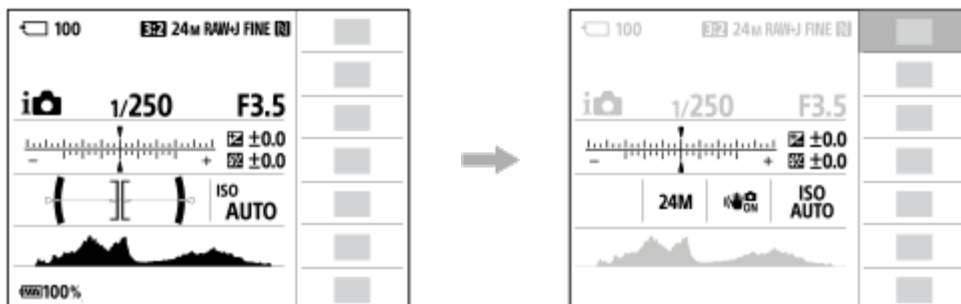 100 3:2 24M RAW+J FINE N
i 1/250 F3.5
±0.0
- + ±0.0
ISO
AUTO
100%
100 3:2 24M RAW+J FINE N
i 1/250 F3.5
±0.0
- + ±0.0
24M ON ISO
AUTO